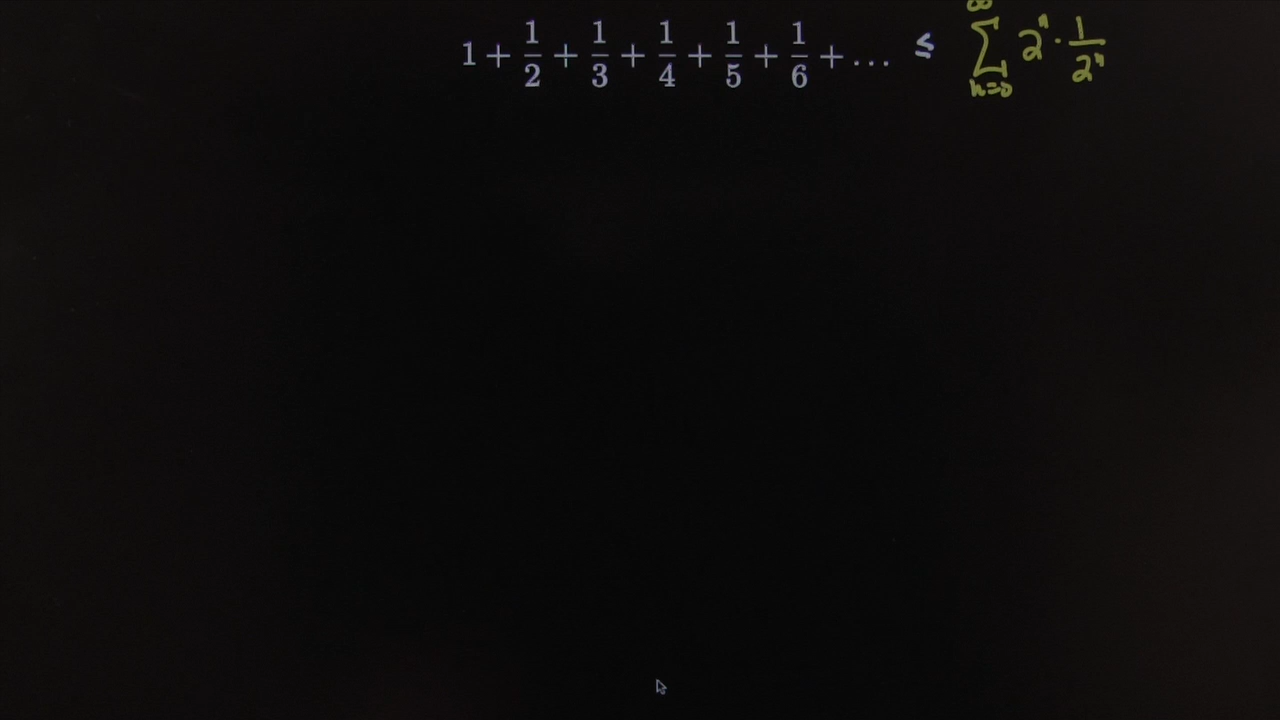 1 + 1/2 + 1/3 + 1/4 + 1/5 + 1/6 + ... ≤ ∞ ∑ n=0 2^n · 1/2^n